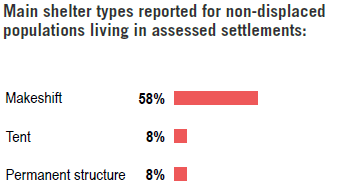 Main shelter types reported for non-displaced
populations living in assessed settlements:
Makeshift 58%
Tent 8%
Permanent structure 8%